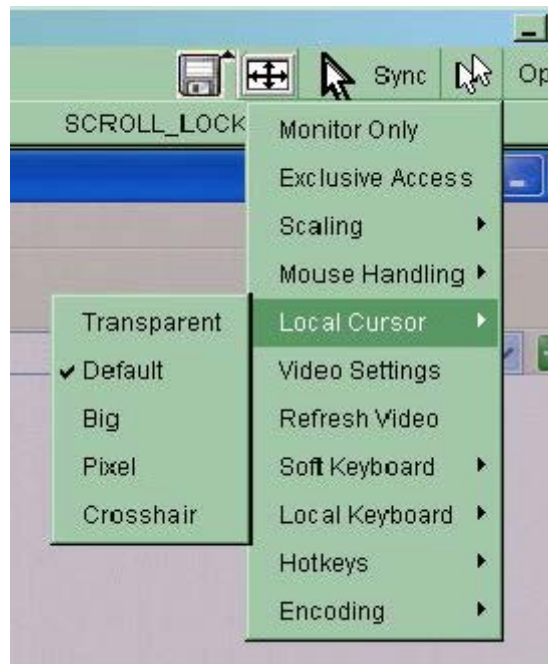 Sync
Op
SCROLL_LOCK
Monitor Only
Exclusive Access
Scaling
Mouse Handling
Local Cursor
Video Settings
Refresh Video
Soft Keyboard
Local Keyboard
Hotkeys
Encoding
Transparent
Default
Big
Pixel
Crosshair